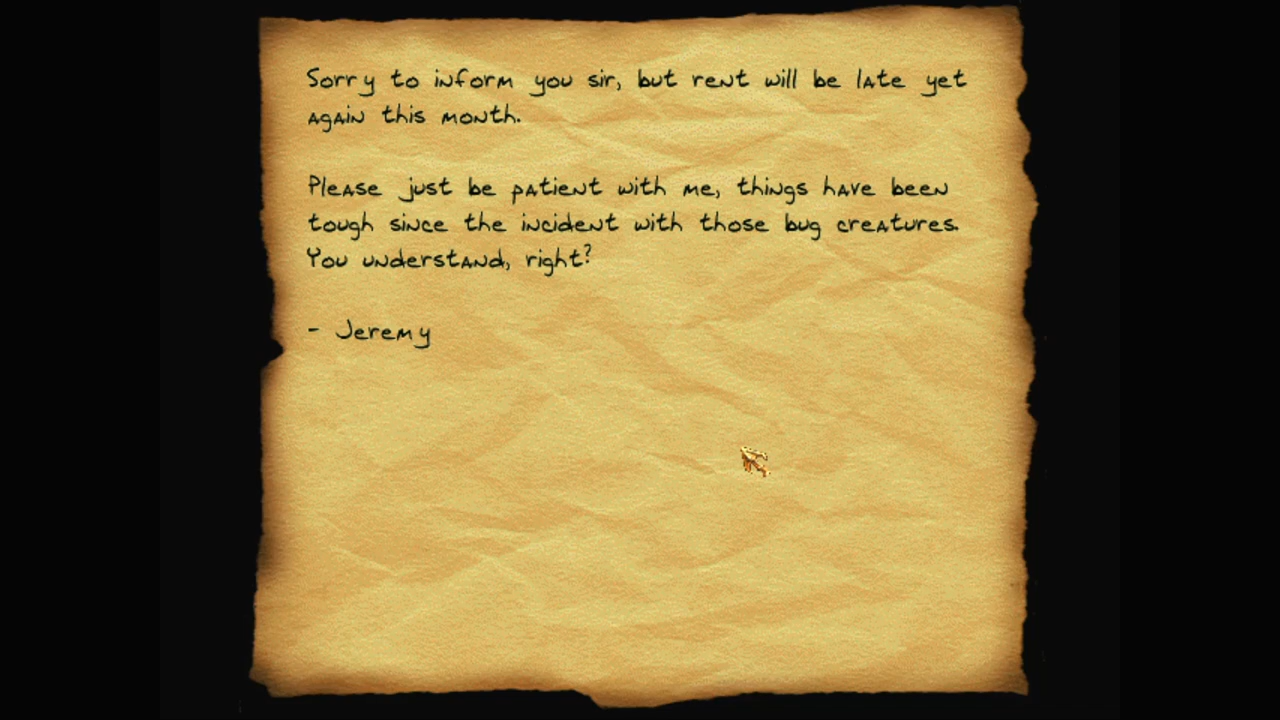 Sorry to inform you sir, but rent will be late yet
again this month.
Please just be patient with me, things have been
tough since the incident with those bug creatures.
You understand, right?
- Jeremy